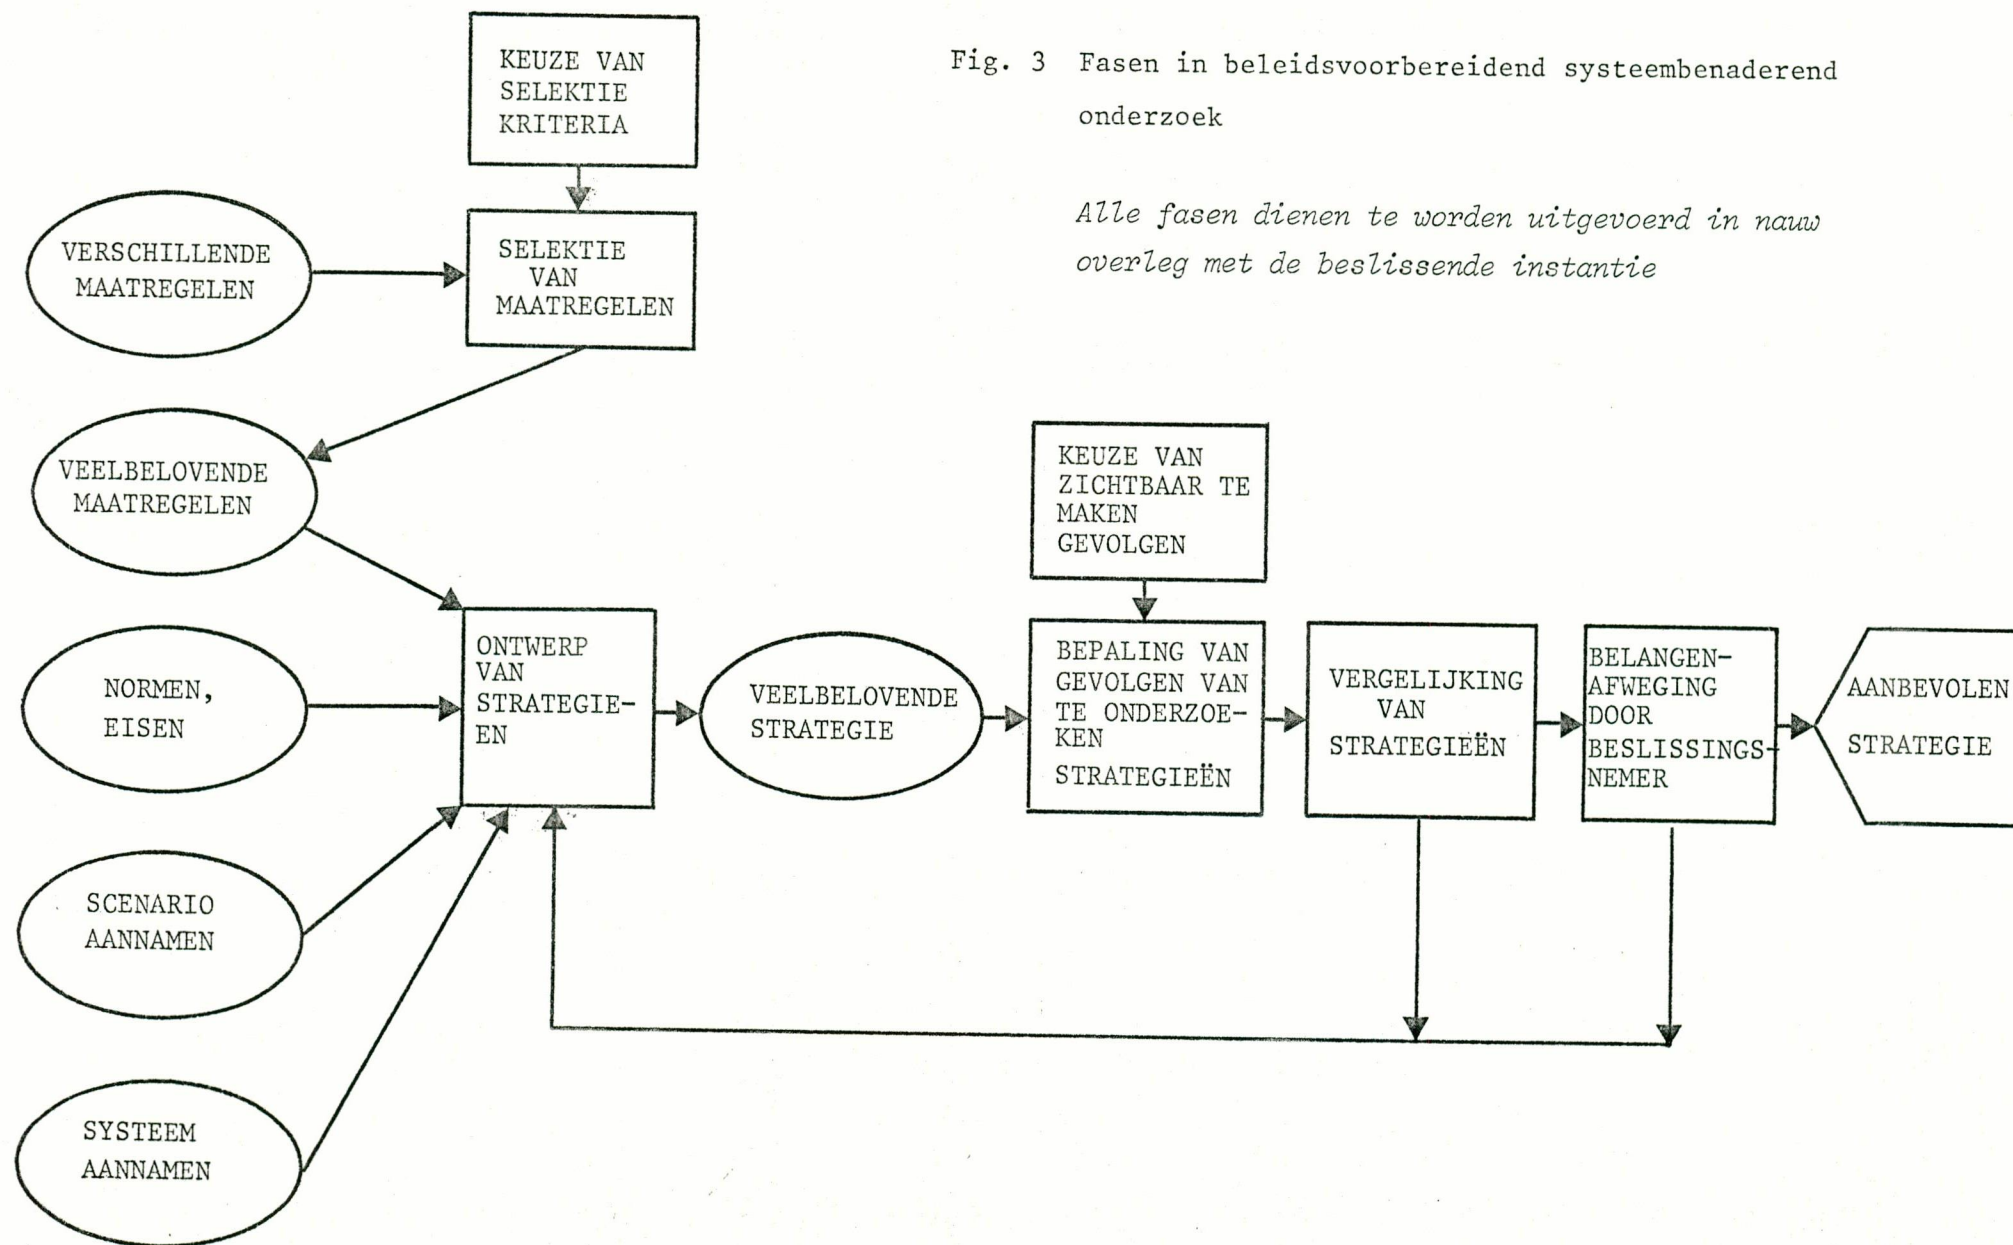 KEUZE VAN
SELEKTIE
KRITERIA
Fig. 3 Fasen in beleidsvoorbereidend systeembenaderend
onderzoek
Alle fasen dienen te worden uitgevoerd in nauw
overleg met de beslissende instantie
VERSCHILLENDE
MAATREGELEN
SELEKTIE
VAN
MAATREGELEN
VEELBELOVENDE
MAATREGELEN
KEUZE VAN
ZICHTBAAR TE
MAKEN
GEVOLGEN
NORMEN,
EISEN
ONTWERP
VAN
STRATEGIE-
EN
VEELBELOVENDE
STRATEGIE
BEPALING VAN
GEVOLGEN VAN
TE ONDERZOE-
KEN
STRATEGIEËN
VERGELIJKING
VAN
STRATEGIEËN
BELANGEN-
AFWEGING
DOOR
BESLISSINGS-
NEMER
AANBEVOLEN
STRATEGIE
SCENARIO
AANNAMEN
SYSTEEM
AANNAMEN